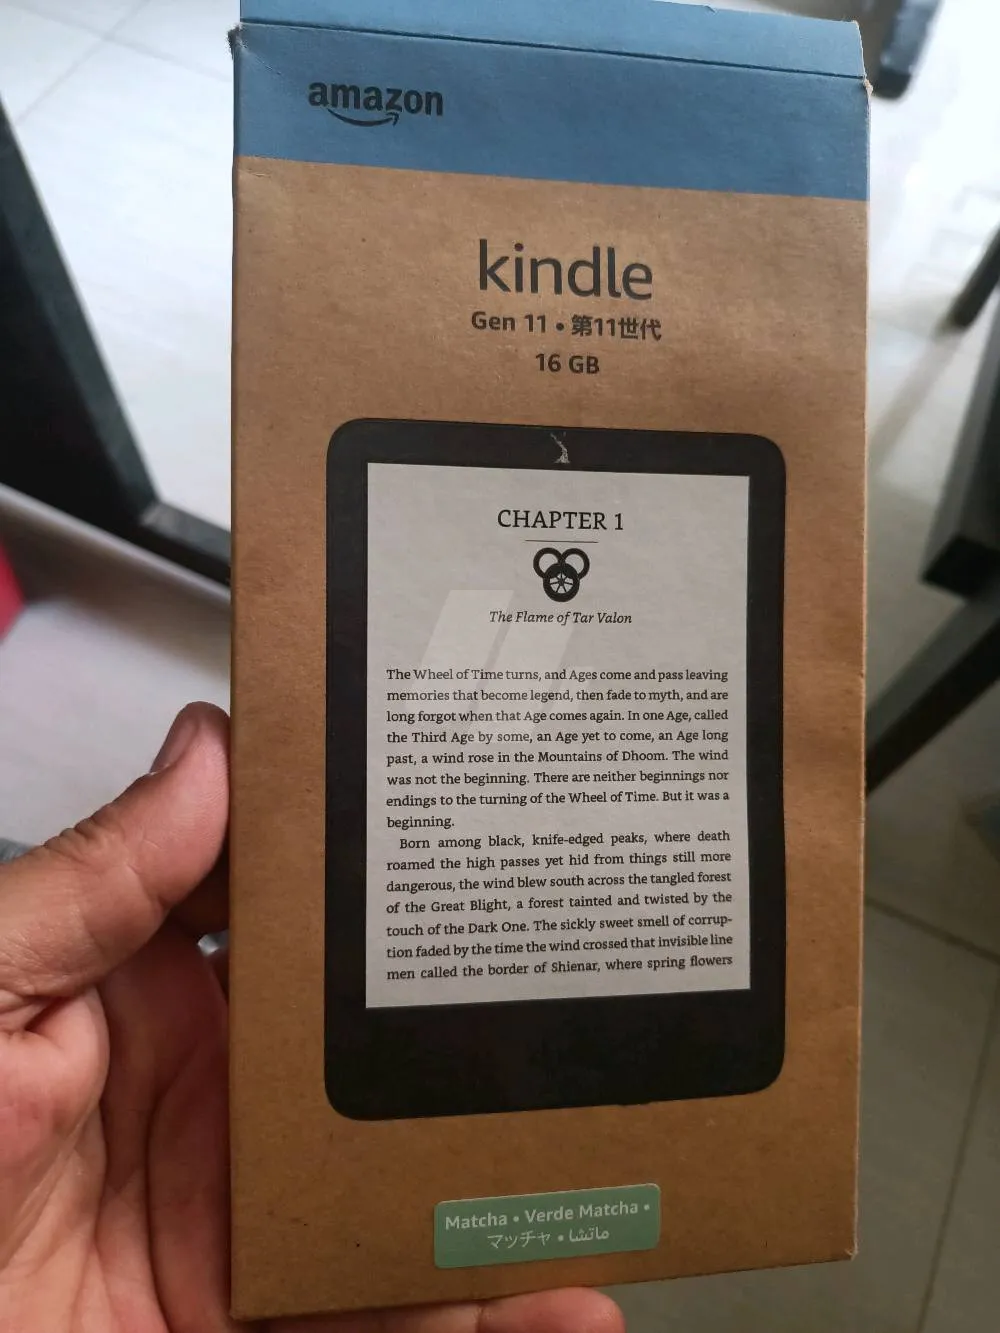 amazon
kindle
Gen 11 • 第11世代
16 GB
CHAPTER 1
The Flame of Tar Valon
The Wheel of Time turns, and Ages come and pass leaving
memories that become legend, then fade to myth, and are
long forgot when that Age comes again. In one Age, called
the Third Age by some, an Age yet to come, an Age long
past, a wind rose in the Mountains of Dhoom. The wind
was not the beginning. There are neither beginnings nor
endings to the turning of the Wheel of Time. But it was a
beginning.
Born among black, knife-edged peaks, where death
roamed the high passes yet hid from things still more
dangerous, the wind blew south across the tangled forest
of the Great Blight, a forest tainted and twisted by the
touch of the Dark One. The sickly sweet smell of corrup-
tion faded by the time the wind crossed that invisible line
men called the border of Shienar, where spring flowers
Matcha • Verde Matcha •
マッチャ • ماتشا